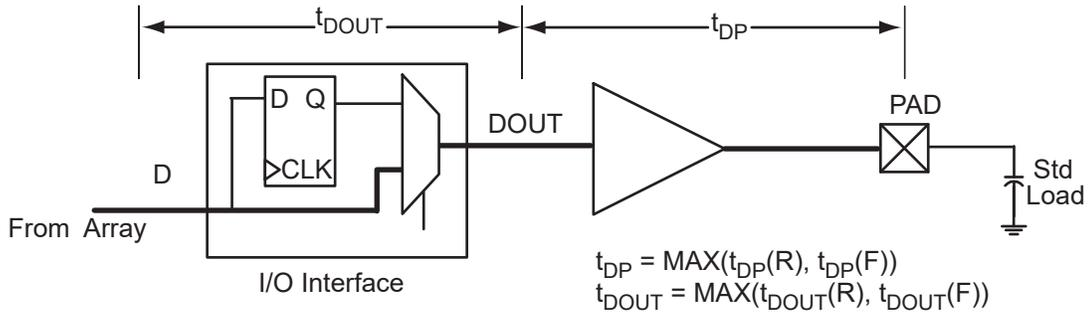 tDOUT
tDP
D Q
CLK
DOUT
PAD
D
Std
Load
From Array
I/O Interface
tDP = MAX(tDP(R), tDP(F))
tDOUT = MAX(tDOUT(R), tDOUT(F))